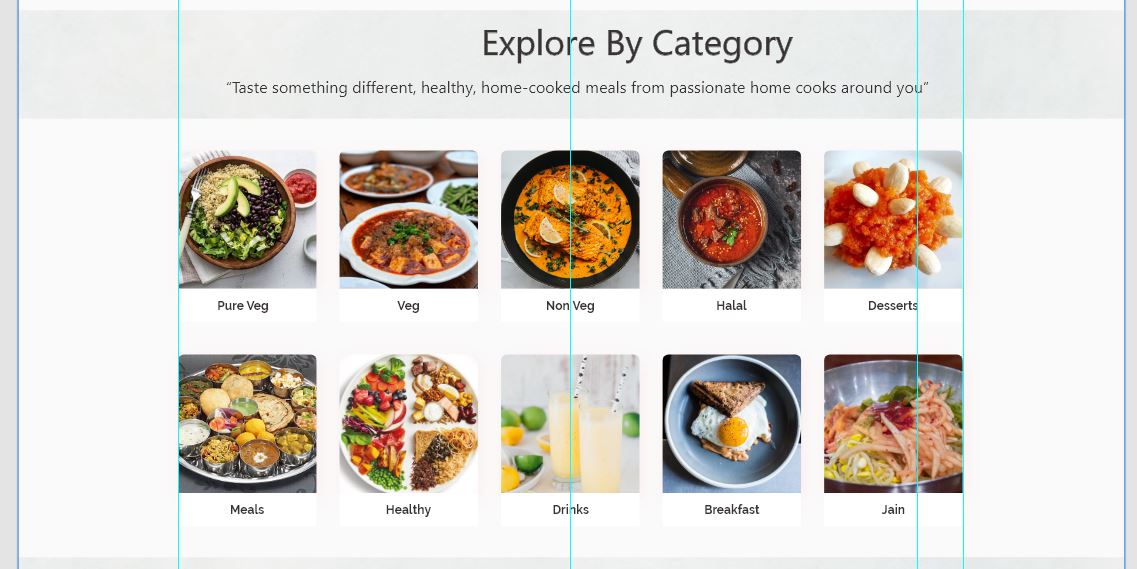 Explore By Category
“Taste something different, healthy, home-cooked meals from passionate home cooks around you”
Pure Veg
Veg
Non Veg
Halal
Desserts
Meals
Healthy
Drinks
Breakfast
Jain